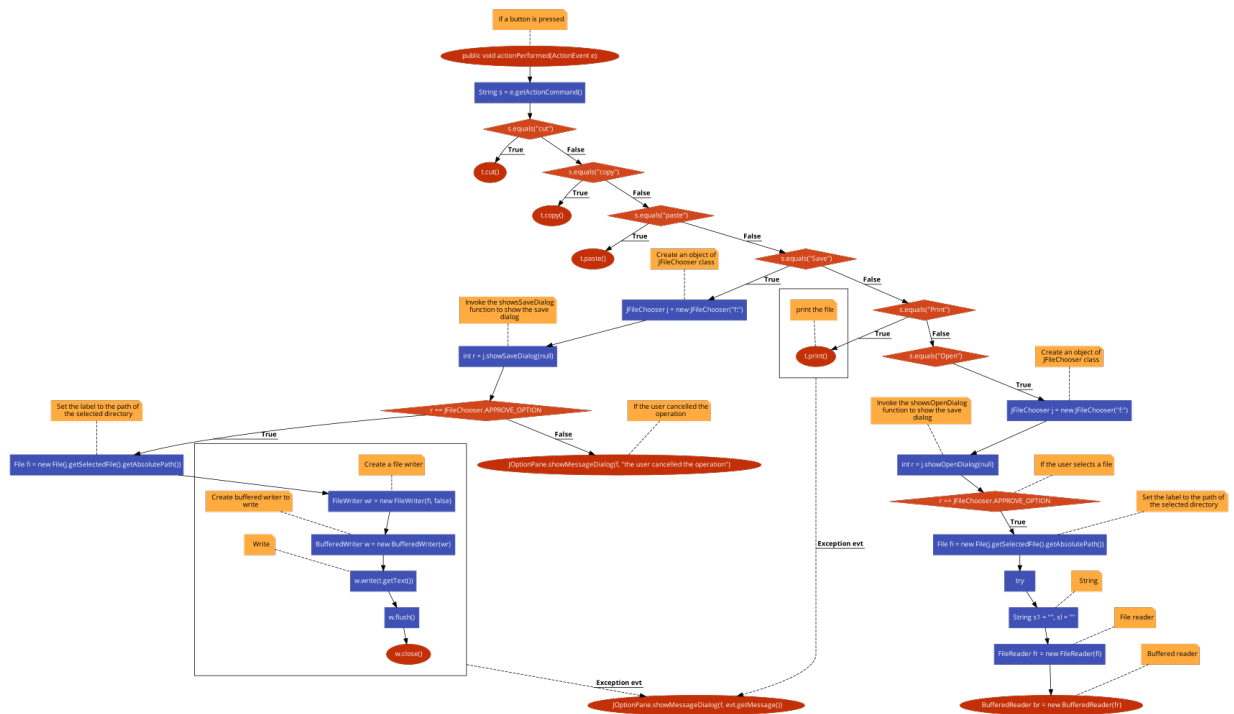 If a button is pressed
public void actionPerformed(ActionEvent e)
String s = e.getActionCommand()
s.equals("cut")
True
False
t.cut()
s.equals("copy")
True
False
t.copy()
s.equals("paste")
True
False
t.paste()
Create an object of
JFileChooser class
s.equals("Save")
True
False
Invoke the showsSaveDialog
function to show the save
dialog
JFileChooser j = new JFileChooser("f:")
print the file
s.equals("Print")
True
False
int r = j.showSaveDialog(null)
t.print()
s.equals("Open")
Create an object of
JFileChooser class
True
Set the label to the path of
the selected directory
r == JFileChooser.APPROVE_OPTION
If the user cancelled the
operation
Invoke the showsOpenDialog
function to show the save
dialog
JFileChooser j = new JFileChooser("f:")
True
False
File fi = new File(j.getSelectedFile().getAbsolutePath())
Create a file writer
JOptionPane.showMessageDialog(f, "the user cancelled the operation")
int r = j.showOpenDialog(null)
If the user selects a file
Create buffered writer to
write
FileWriter wr = new FileWriter(fi, false)
r == JFileChooser.APPROVE_OPTION
Set the label to the path of
the selected directory
True
Write
BufferedWriter w = new BufferedWriter(wr)
Exception evt
File fi = new File(j.getSelectedFile().getAbsolutePath())
w.write(t.getText())
try
String
w.flush()
String s1 = "", sl = ""
File reader
w.close()
FileReader fr = new FileReader(fi)
Buffered reader
Exception evt
JOptionPane.showMessageDialog(f, evt.getMessage())
BufferedReader br = new BufferedReader(fr)